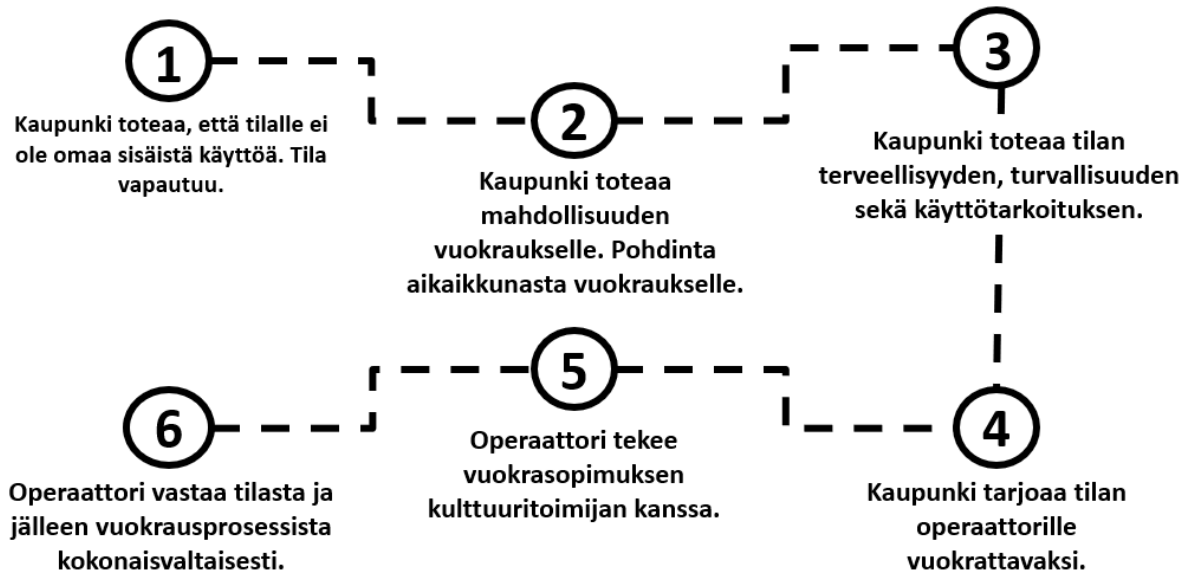 1
Kaupunki toteaa, että tilalle ei
ole omaa sisäistä käyttöä. Tila
vapautuu.
2
Kaupunki toteaa
mahdollisuuden
vuokraukselle. Pohdinta
aikaikkunasta vuokraukselle.
3
Kaupunki toteaa tilan
terveellisyyden, turvallisuuden
sekä käyttötarkoituksen.
4
Kaupunki tarjoaa tilan
operaattorille
vuokrattavaksi.
5
Operaattori tekee
vuokrasopimuksen
kulttuuritoimijan kanssa.
6
Operaattori vastaa tilasta ja
jälleen vuokrausprosessista
kokonaisvaltaisesti.